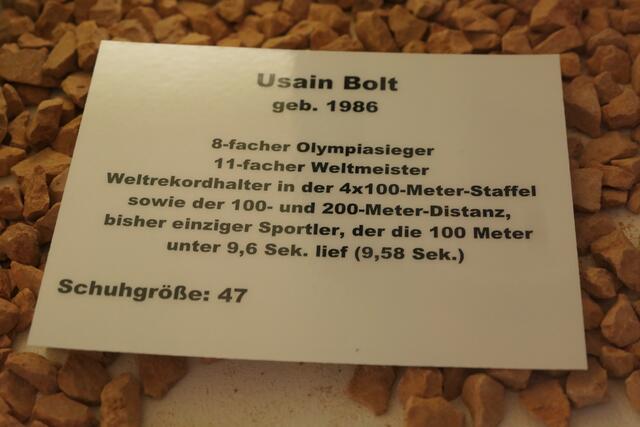 Usain Bolt
geb. 1986
8-facher Olympiasieger
11-facher Weltmeister
Weltrekordhalter in der 4x100-Meter-Staffel
sowie der 100- und 200-Meter-Distanz,
bisher einziger Sportler, der die 100 Meter
unter 9,6 Sek. lief (9,58 Sek.)
Schuhgröße: 47